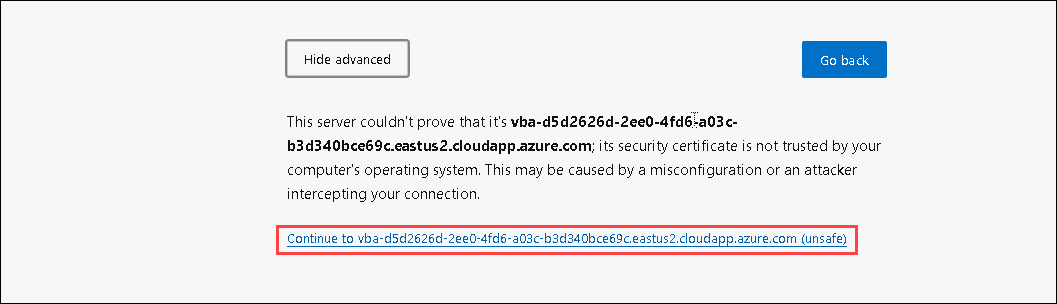 Hide advanced
Go back
This server couldn't prove that it's vba-d5d2626d-2ee0-4fd6-a03c-
b3d340bce69c.eastus2.cloudapp.azure.com; its security certificate is not trusted by your
computer's operating system. This may be caused by a misconfiguration or an attacker
intercepting your connection.
Continue to vba-d5d2626d-2ee0-4fd6-a03c-b3d340bce69c.eastus2.cloudapp.azure.com (unsafe)